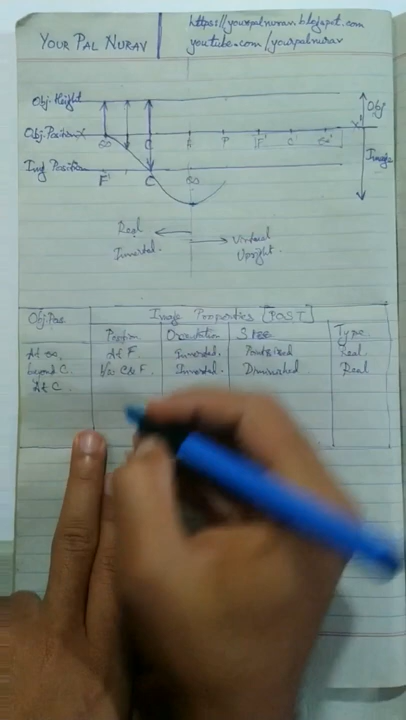 YOUR PAL NURAV
https://yourpalnurav.blogspot.com
youtube.com/yourpalnurav
Obj. Height
Obj. Position X
∞ C P F' C' ∞' X'
Obj
Image
Img Position
F' C ∞
Real
Inverted.
Virtual
Upright.
Obj Pos. Image Properties [POST]
Position Orientation Size Type
At ∞, At F. Inverted. Pointsized Real
beyond C. b/w C & F. Inverted. Diminished Real
At C.